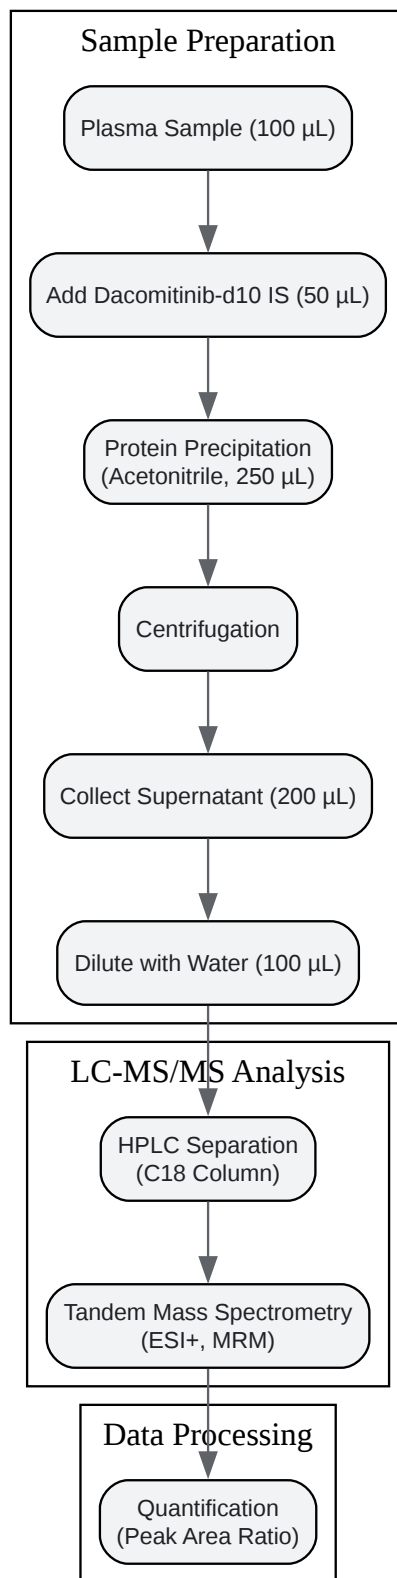 Sample Preparation
Plasma Sample (100 µL)
Add Dacomitinib-d10 IS (50 µL)
Protein Precipitation
(Acetonitrile, 250 µL)
Centrifugation
Collect Supernatant (200 µL)
Dilute with Water (100 µL)
LC-MS/MS Analysis
HPLC Separation
(C18 Column)
Tandem Mass Spectrometry
(ESI+, MRM)
Data Processing
Quantification
(Peak Area Ratio)